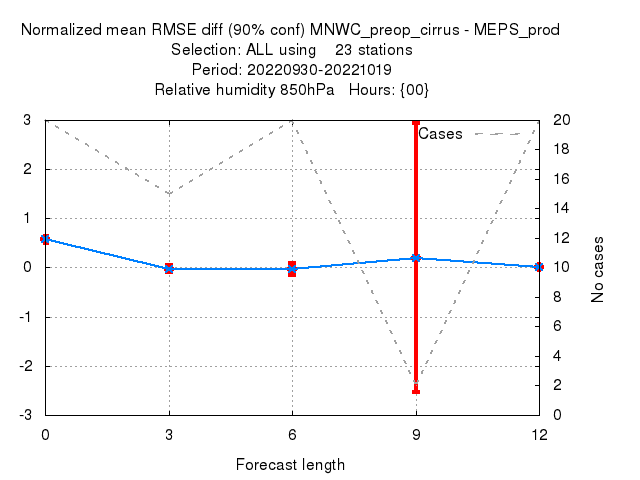 Normalized mean RMSE diff (90% conf) MNWC_preop_cirrus - MEPS_prod
Selection: ALL using    23 stations
Period: 20220930-20221019
Relative humidity 850hPa   Hours: {00}
Cases
3
2
1
0
-1
-2
-3
20
18
16
14
12
10
8
6
4
2
0
No cases
0 3 6 9 12
Forecast length